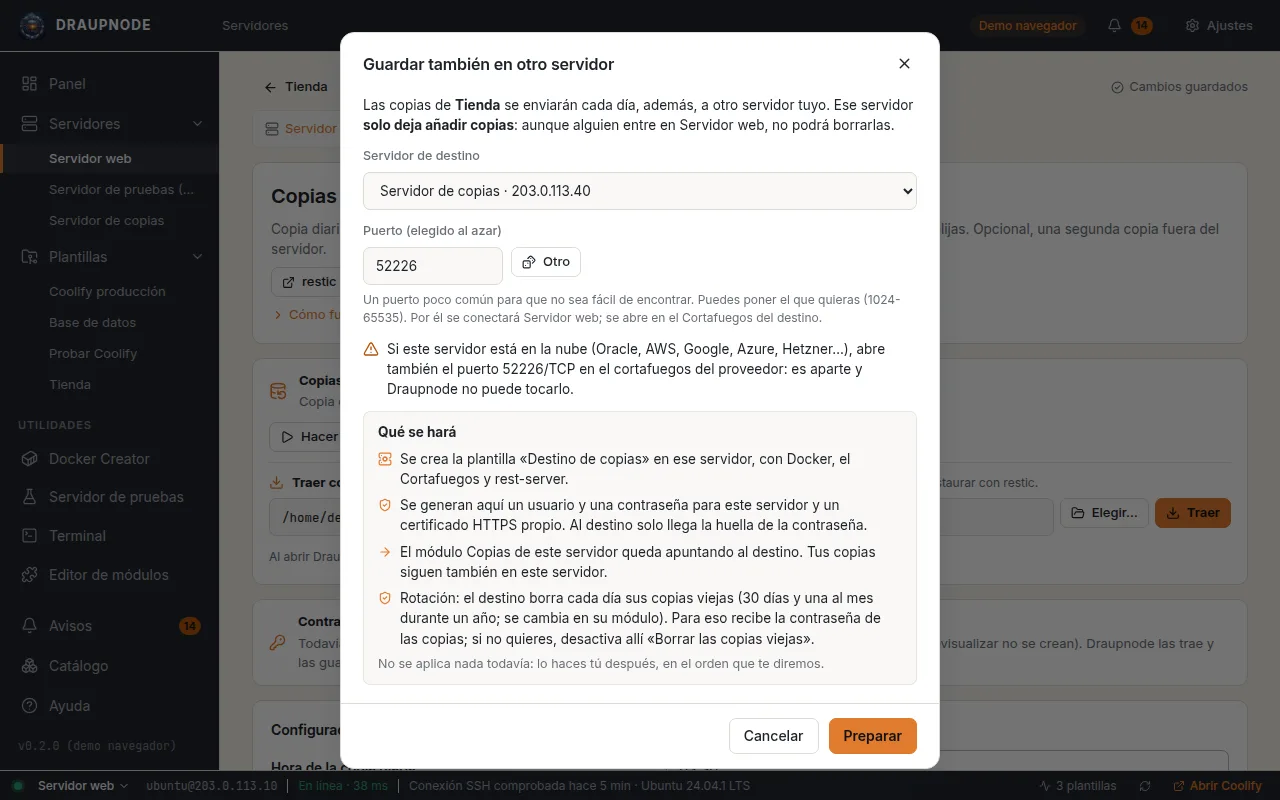 DRAUPNODE
Servidores
Demo navegador
14
Ajustes
Panel
Servidores
Servidor web
Servidor de pruebas (...
Servidor de copias
Plantillas
Coolify producción
Base de datos
Probar Coolify
Tienda
UTILIDADES
Docker Creator
Servidor de pruebas
Terminal
Editor de módulos
Avisos
14
Catálogo
Ayuda
v0.2.0 (demo navegador)
Tienda
Cambios guardados
Servidor
Copias
Copia diari
lijas. Opcional, una segunda copia fuera del
servidor.
restic
Cómo fu
Copias
Copia
Hacer
Traer co
staurar con restic.
/home/de
Elegir...
Traer
Al abrir Drau
Contra
Todaví
visualizar no se crean). Draupnode las trae y
las gua
Configura
Hora de la co
Guardar también en otro servidor
Las copias de Tienda se enviarán cada día, además, a otro servidor tuyo. Ese servidor
solo deja añadir copias: aunque alguien entre en Servidor web, no podrá borrarlas.
Servidor de destino
Servidor de copias · 203.0.113.40
Puerto (elegido al azar)
52226
Otro
Un puerto poco común para que no sea fácil de encontrar. Puedes poner el que quieras (1024-
65535). Por él se conectará Servidor web; se abre en el Cortafuegos del destino.
Si este servidor está en la nube (Oracle, AWS, Google, Azure, Hetzner...), abre
también el puerto 52226/TCP en el cortafuegos del proveedor: es aparte y
Draupnode no puede tocarlo.
Qué se hará
Se crea la plantilla «Destino de copias» en ese servidor, con Docker, el
Cortafuegos y rest-server.
Se generan aquí un usuario y una contraseña para este servidor y un
certificado HTTPS propio. Al destino solo llega la huella de la contraseña.
El módulo Copias de este servidor queda apuntando al destino. Tus copias
siguen también en este servidor.
Rotación: el destino borra cada día sus copias viejas (30 días y una al mes
durante un año; se cambia en su módulo). Para eso recibe la contraseña de
las copias; si no quieres, desactiva allí «Borrar las copias viejas».
No se aplica nada todavía: lo haces tú después, en el orden que te diremos.
Cancelar
Preparar
Servidor web
ubuntu@203.0.113.10
En línea · 38 ms
Conexión SSH comprobada hace 5 min · Ubuntu 24.04.1 LTS
3 plantillas
Abrir Coolify